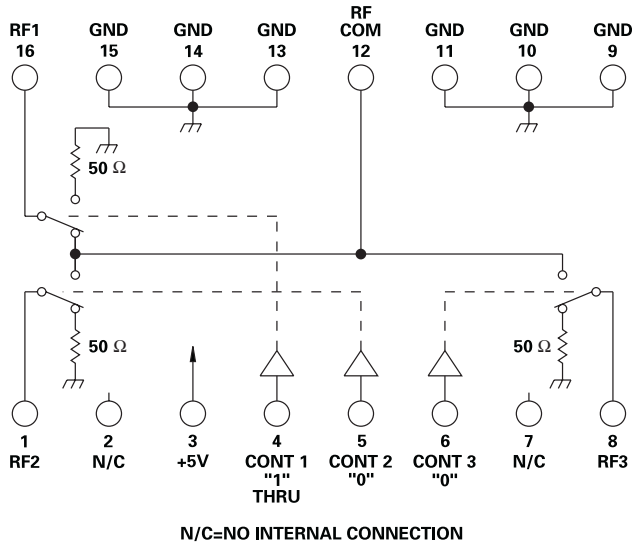 RF1 GND GND GND RF COM GND GND GND
16 15 14 13 12 11 10 9
50 Ω
50 Ω 50 Ω
1 2 3 4 5 6 7 8
RF2 N/C +5V CONT 1 CONT 2 CONT 3 N/C RF3
"1" "0" "0"
THRU
N/C=NO INTERNAL CONNECTION